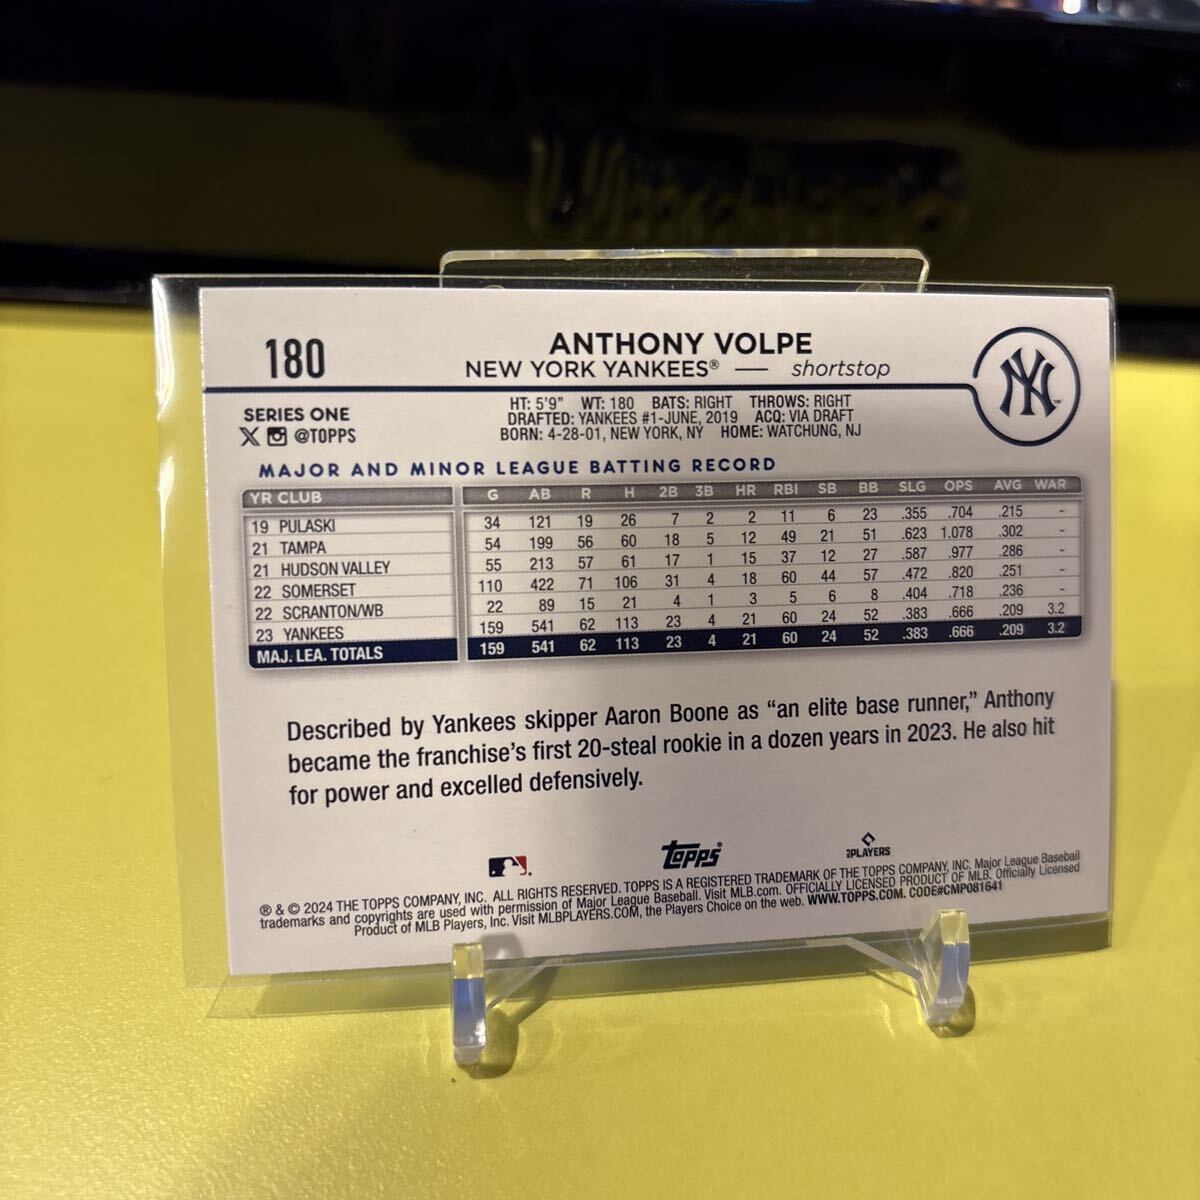 180
ANTHONY VOLPE
NEW YORK YANKEES® — shortstop
NY
SERIES ONE
X @TOPPS
HT: 5'9" WT: 180 BATS: RIGHT THROWS: RIGHT
DRAFTED: YANKEES #1-JUNE, 2019 ACQ: VIA DRAFT
BORN: 4-28-01, NEW YORK, NY HOME: WATCHUNG, NJ
MAJOR AND MINOR LEAGUE BATTING RECORD
YR CLUB G AB R H 2B 3B HR RBI SB BB SLG OPS AVG WAR
19 PULASKI 34 121 19 26 7 2 2 11 6 23 .355 .704 .215 -
21 TAMPA 54 199 56 60 18 5 12 49 21 51 .623 1.078 .302 -
21 HUDSON VALLEY 55 213 57 61 17 1 15 37 12 27 .587 .977 .286 -
22 SOMERSET 110 422 71 106 31 4 18 60 44 57 .472 .820 .251 -
22 SCRANTON/WB 22 89 15 21 4 1 3 5 6 8 .404 .718 .236 -
23 YANKEES 159 541 62 113 23 4 21 60 24 52 .383 .666 .209 3.2
MAJ. LEA. TOTALS 159 541 62 113 23 4 21 60 24 52 .383 .666 .209 3.2
Described by Yankees skipper Aaron Boone as “an elite base runner,” Anthony
became the franchise’s first 20-steal rookie in a dozen years in 2023. He also hit
for power and excelled defensively.
Topps
PLAYERS
® & © 2024 THE TOPPS COMPANY, INC. ALL RIGHTS RESERVED. TOPPS IS A REGISTERED TRADEMARK OF THE TOPPS COMPANY, INC. Major League Baseball
trademarks and copyrights are used with permission of Major League Baseball. Visit MLB.com. OFFICIALLY LICENSED PRODUCT OF MLB. Officially Licensed
Product of MLB Players, Inc. Visit MLBPLAYERS.COM, the Players Choice on the web. WWW.TOPPS.COM. CODE#CMP081641